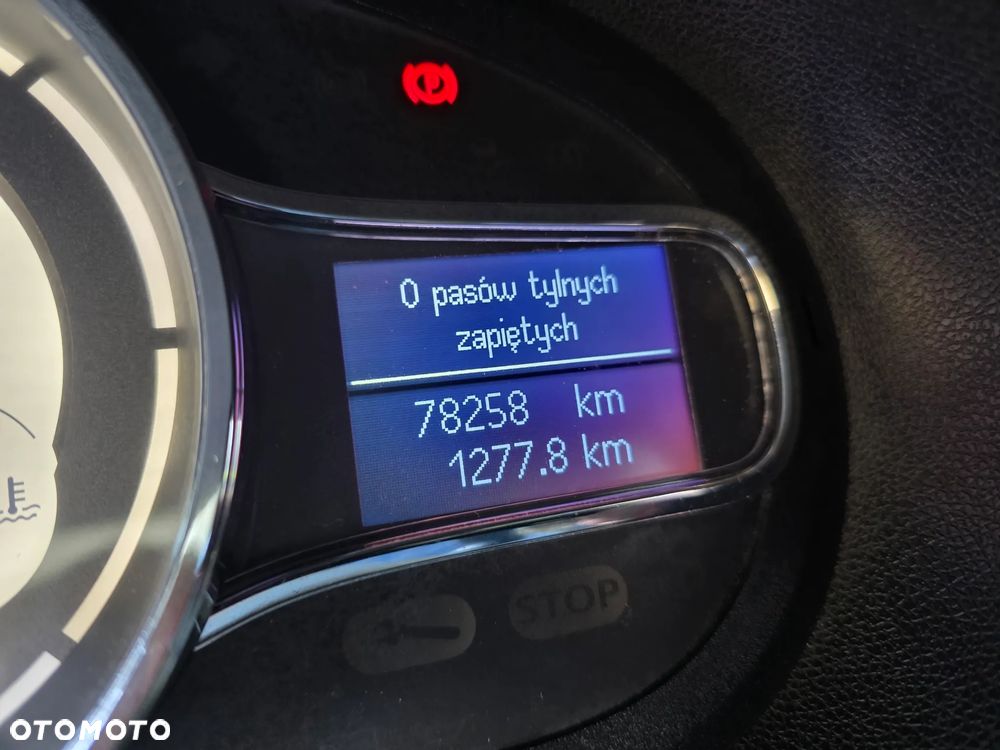 0 pasów tylnych
zapiętych
78258 km
1277.8 km
STOP
OTOMOTO